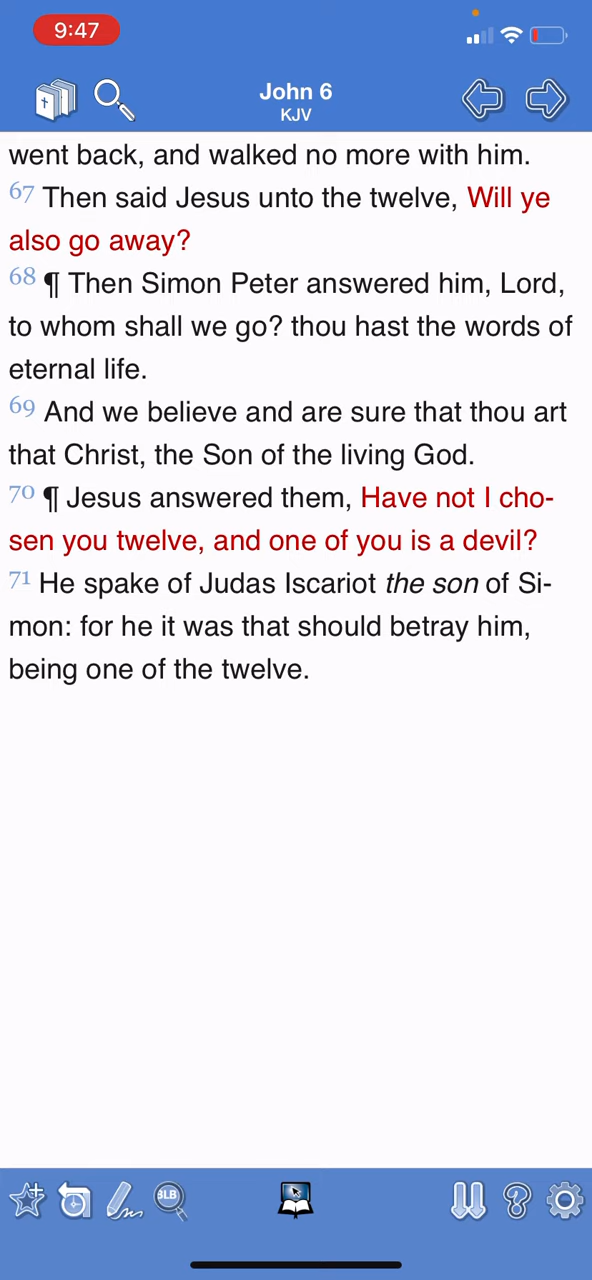 9:47
John 6
KJV
went back, and walked no more with him.
67 Then said Jesus unto the twelve, Will ye
also go away?
68 ¶ Then Simon Peter answered him, Lord,
to whom shall we go? thou hast the words of
eternal life.
69 And we believe and are sure that thou art
that Christ, the Son of the living God.
70 ¶ Jesus answered them, Have not I cho-
sen you twelve, and one of you is a devil?
71 He spake of Judas Iscariot the son of Si-
mon: for he it was that should betray him,
being one of the twelve.
BLB